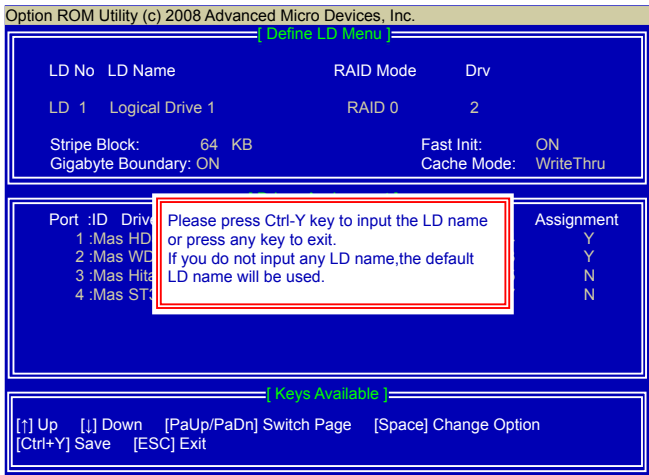 Option ROM Utility (c) 2008 Advanced Micro Devices, Inc.
[ Define LD Menu ]
LD No LD Name RAID Mode Drv
LD 1 Logical Drive 1 RAID 0 2
Stripe Block: 64 KB Fast Init: ON
Gigabyte Boundary: ON Cache Mode: WriteThru
Port :ID Drive Assignment
1 :Mas HD Y
2 :Mas WD Y
3 :Mas Hita N
4 :Mas ST3 N
Please press Ctrl-Y key to input the LD name
or press any key to exit.
If you do not input any LD name,the default
LD name will be used.
[ Keys Available ]
[↑] Up [↓] Down [PaUp/PaDn] Switch Page [Space] Change Option
[Ctrl+Y] Save [ESC] Exit